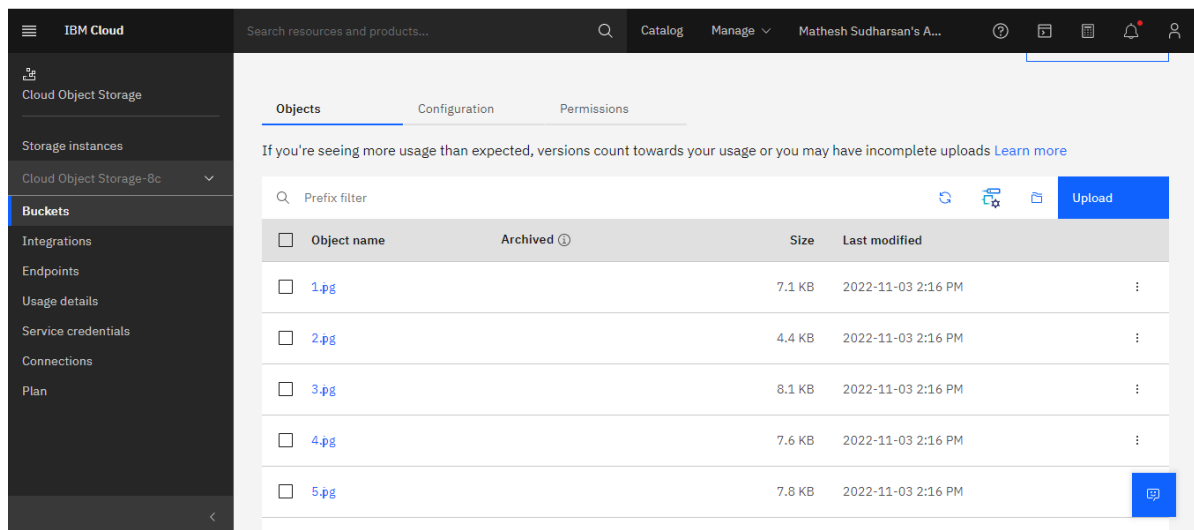 IBM Cloud
Search resources and products...
Catalog
Manage
Mathesh Sudharsan's A...
Cloud Object Storage
Storage instances
Cloud Object Storage-8c
Buckets
Integrations
Endpoints
Usage details
Service credentials
Connections
Plan
Objects
Configuration
Permissions
If you're seeing more usage than expected, versions count towards your usage or you may have incomplete uploads Learn more
Prefix filter
Upload
Object name Archived Size Last modified
1.jpg 7.1 KB 2022-11-03 2:16 PM
2.jpg 4.4 KB 2022-11-03 2:16 PM
3.jpg 8.1 KB 2022-11-03 2:16 PM
4.jpg 7.6 KB 2022-11-03 2:16 PM
5.jpg 7.8 KB 2022-11-03 2:16 PM